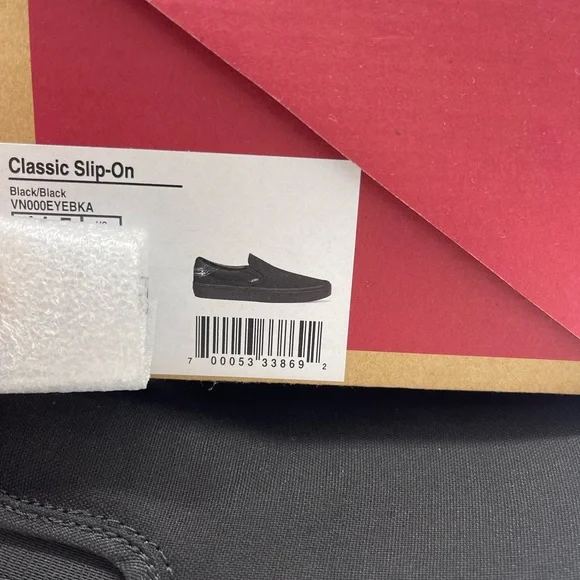 Classic Slip-On
Black/Black
VN000EYEBKA
7 00053 33869 2